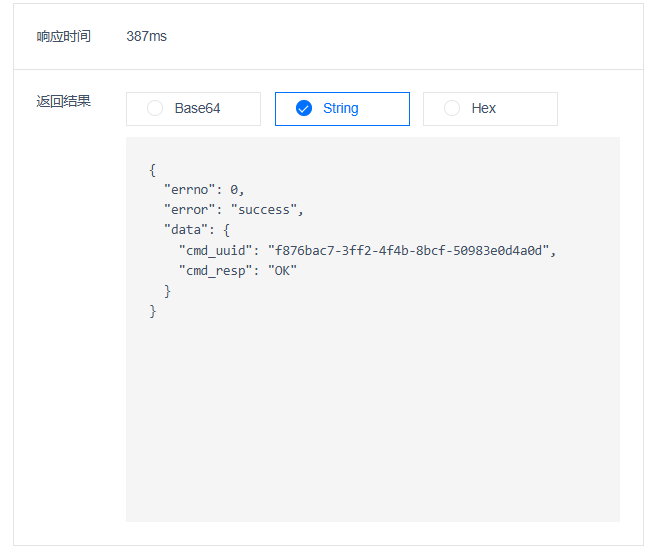 响应时间 387ms
返回结果 Base64 String Hex
{
  "errno": 0,
  "error": "success",
  "data": {
    "cmd_uuid": "f876bac7-3ff2-4f4b-8bcf-50983e0d4a0d",
    "cmd_resp": "OK"
  }
}